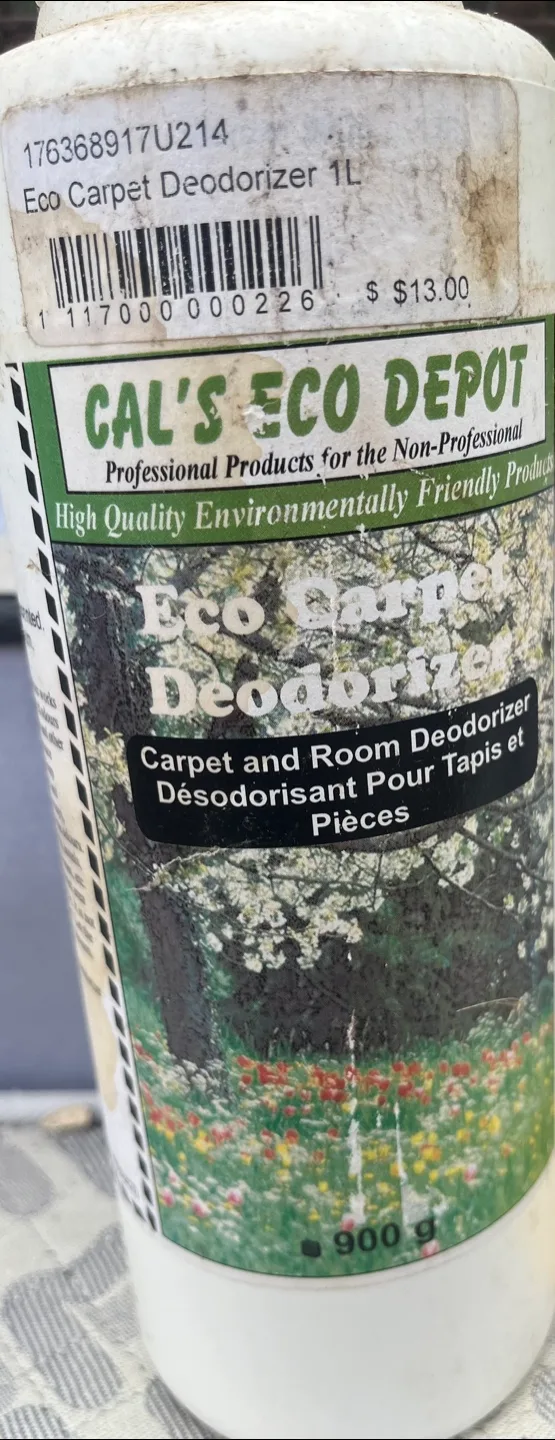 176368917U214
Eco Carpet Deodorizer 1L
1 117000 000226 $ $13.00
CAL'S ECO DEPOT
Professional Products for the Non-Professional
High Quality Environmentally Friendly Products
Eco Carpet
Deodorizer
Carpet and Room Deodorizer
Désodorisant Pour Tapis et
Pièces
900 g